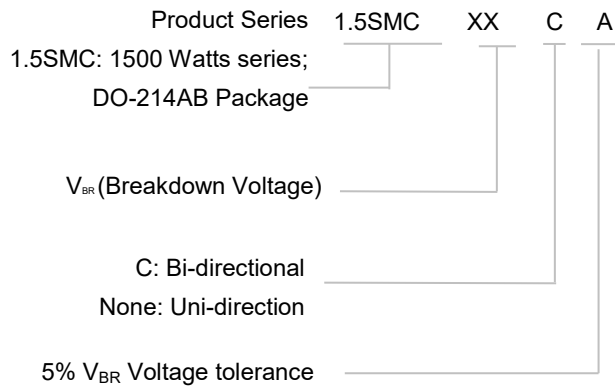 Product Series 1.5SMC XX C A
1.5SMC: 1500 Watts series;
DO-214AB Package
VBR(Breakdown Voltage)
C: Bi-directional
None: Uni-direction
5% VBR Voltage tolerance